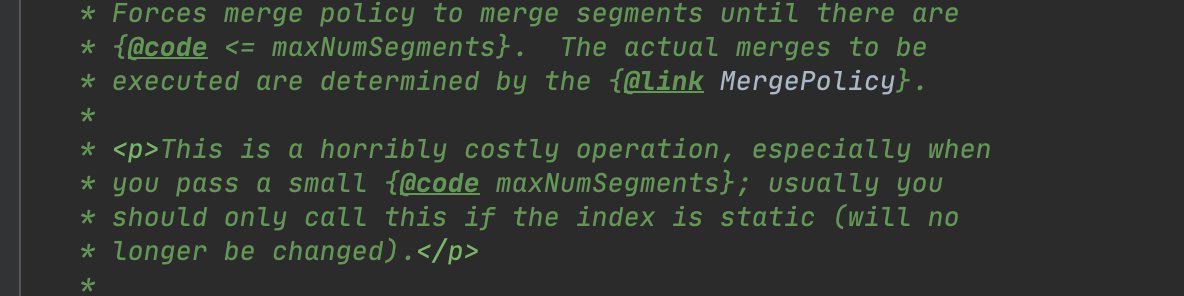 * Forces merge policy to merge segments until there are
* {@code <= maxNumSegments}.  The actual merges to be
* executed are determined by the {@link MergePolicy}.
*
* <p>This is a horribly costly operation, especially when
* you pass a small {@code maxNumSegments}; usually you
* should only call this if the index is static (will no
* longer be changed).</p>
*